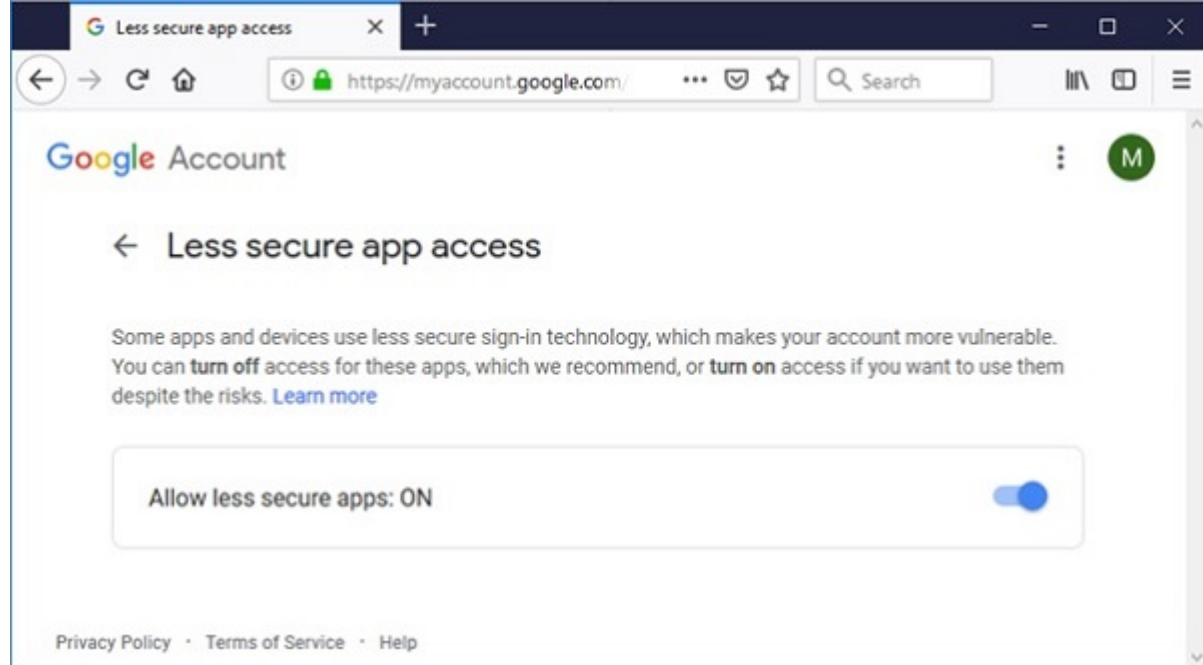 Less secure app access
https://myaccount.google.com/
Search
Google Account
M
Less secure app access
Some apps and devices use less secure sign-in technology, which makes your account more vulnerable.
You can turn off access for these apps, which we recommend, or turn on access if you want to use them
despite the risks. Learn more
Allow less secure apps: ON
Privacy Policy · Terms of Service · Help